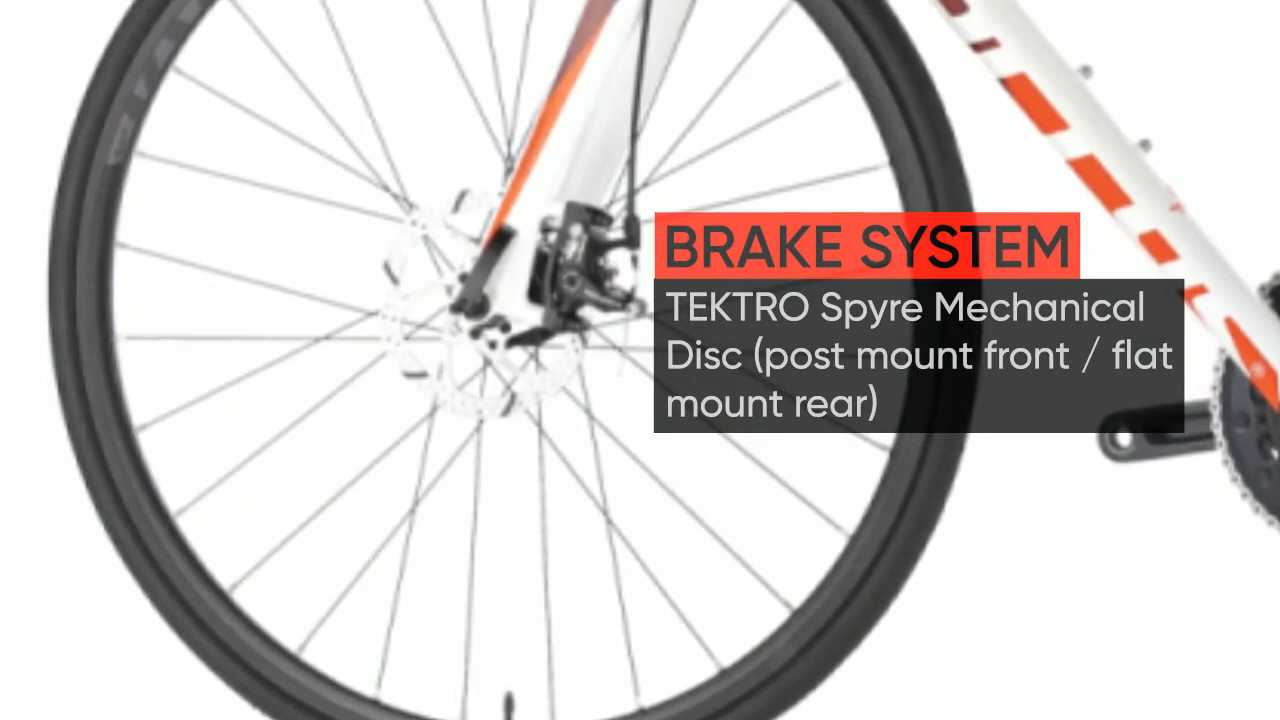 BRAKE SYSTEM
TEKTRO Spyre Mechanical
Disc (post mount front / flat
mount rear)